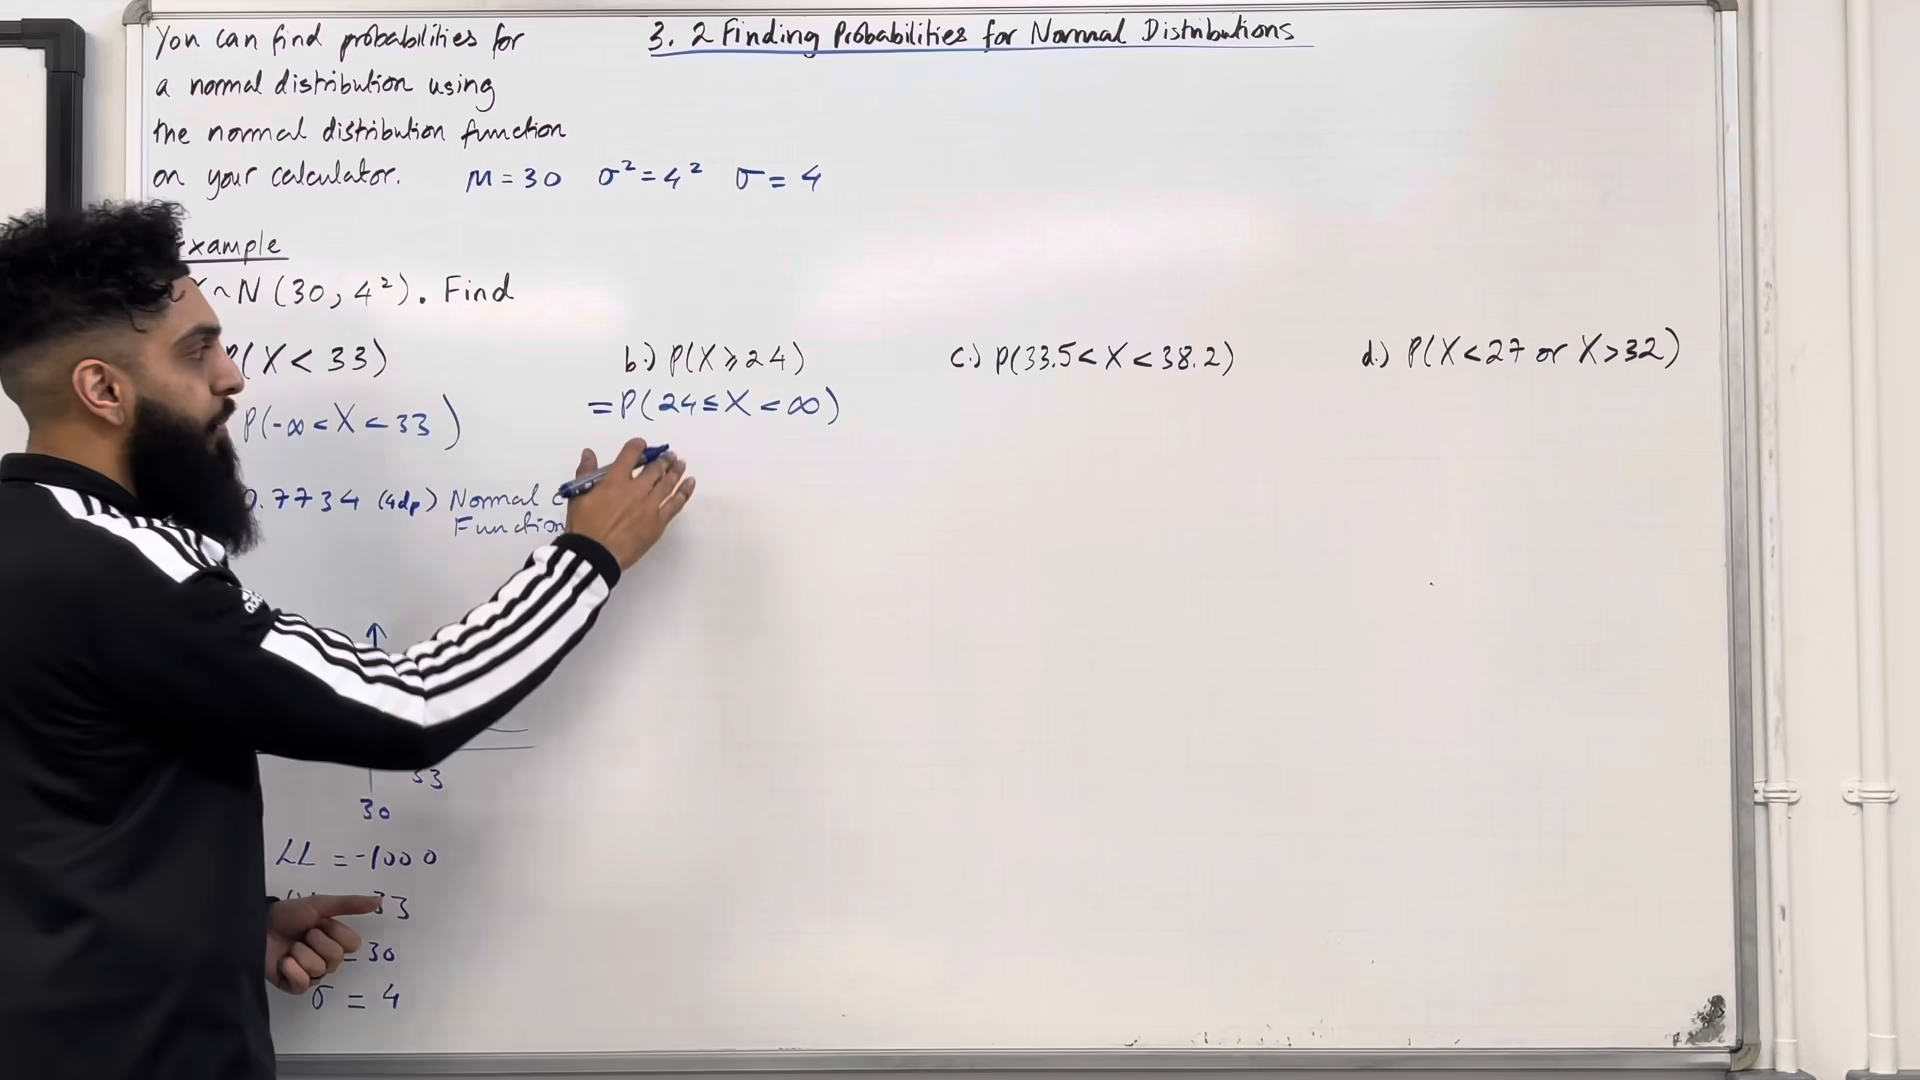 3. 2 Finding Probabilities for Normal Distributions
You can find probabilities for
a normal distribution using
the normal distribution function
on your calculator.
μ = 30 σ² = 4² σ = 4
Example
~N (30, 4²). Find
P(X < 33)
P(-∞ < X < 33)
0.7734 (4dp) Normal
Function
33
30
LL = -1000
33
= 30
σ = 4
b.) P(X ⩾ 24)
= P(24 ≤ X < ∞)
c.) P(33.5 < X < 38.2)
d.) P(X < 27 or X > 32)